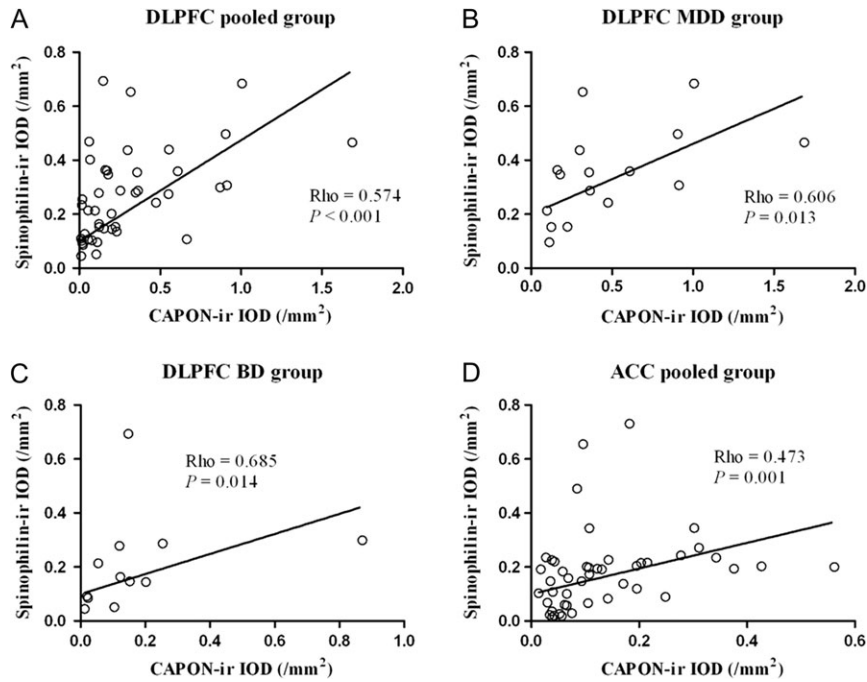 A
DLPFC pooled group
Spinophilin-ir IOD (/mm²)
0.8
0.6
0.4
0.2
0.0
0.0
0.5
1.0
1.5
2.0
CAPON-ir IOD (/mm²)
Rho = 0.574
P < 0.001
B
DLPFC MDD group
Spinophilin-ir IOD (/mm²)
0.8
0.6
0.4
0.2
0.0
0.0
0.5
1.0
1.5
2.0
CAPON-ir IOD (/mm²)
Rho = 0.606
P = 0.013
C
DLPFC BD group
Spinophilin-ir IOD (/mm²)
0.8
0.6
0.4
0.2
0.0
0.0
0.2
0.4
0.6
0.8
1.0
CAPON-ir IOD (/mm²)
Rho = 0.685
P = 0.014
D
ACC pooled group
Spinophilin-ir IOD (/mm²)
0.8
0.6
0.4
0.2
0.0
0.0
0.2
0.4
0.6
CAPON-ir IOD (/mm²)
Rho = 0.473
P = 0.001